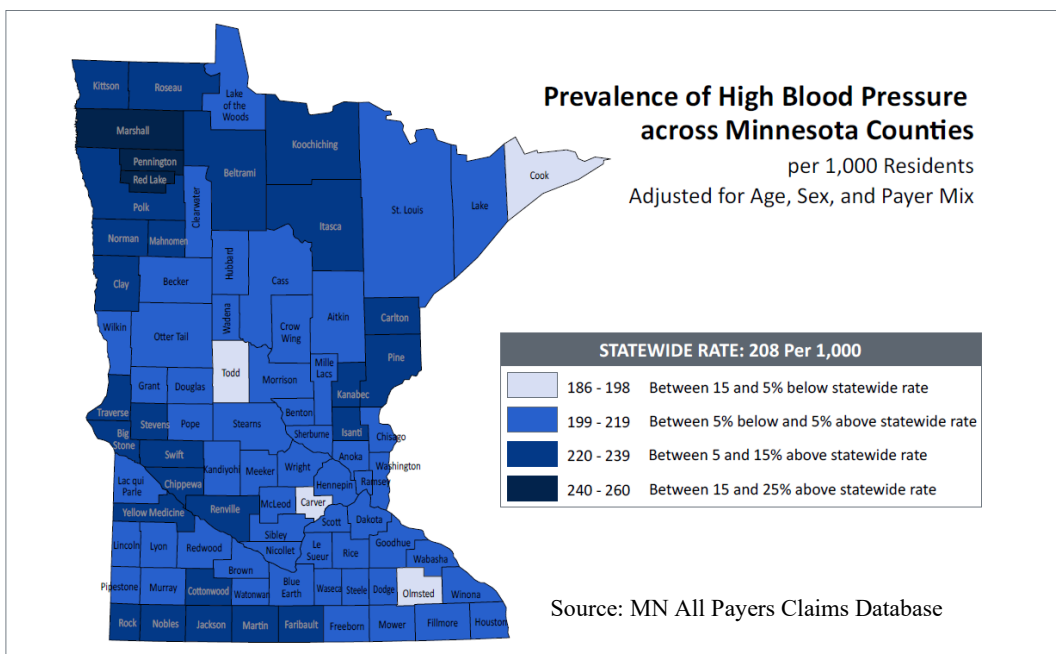 Prevalence of High Blood Pressure
across Minnesota Counties
per 1,000 Residents
Adjusted for Age, Sex, and Payer Mix
Kittson
Roseau
Lake
of the
Woods
Marshall
Koochiching
Pennington
Red Lake
Beltrami
Cook
Polk
Clearwater
St. Louis
Lake
Itasca
Norman
Mahnomen
Hubbard
Clay
Becker
Cass
Wadena
Wilkin
Otter Tail
Crow
Wing
Aitkin
Carlton
Pine
Todd
Mille
Lacs
Grant
Douglas
Morrison
Kanabec
Traverse
Stevens
Pope
Stearns
Benton
Big
Stone
Sherburne
Isanti
Chisago
Swift
Kandiyohi
Meeker
Wright
Anoka
Washington
Lac qui
Parle
Chippewa
Hennepin
Ramsey
Yellow Medicine
Renville
McLeod
Carver
Scott
Dakota
Sibley
Lincoln
Lyon
Redwood
Nicollet
Le
Sueur
Rice
Goodhue
Wabasha
Brown
Pipestone
Murray
Cottonwood
Watonwan
Blue
Earth
Waseca
Steele
Dodge
Olmsted
Winona
Rock
Nobles
Jackson
Martin
Faribault
Freeborn
Mower
Fillmore
Houston
STATEWIDE RATE: 208 Per 1,000
186 - 198 Between 15 and 5% below statewide rate
199 - 219 Between 5% below and 5% above statewide rate
220 - 239 Between 5 and 15% above statewide rate
240 - 260 Between 15 and 25% above statewide rate
Source: MN All Payers Claims Database